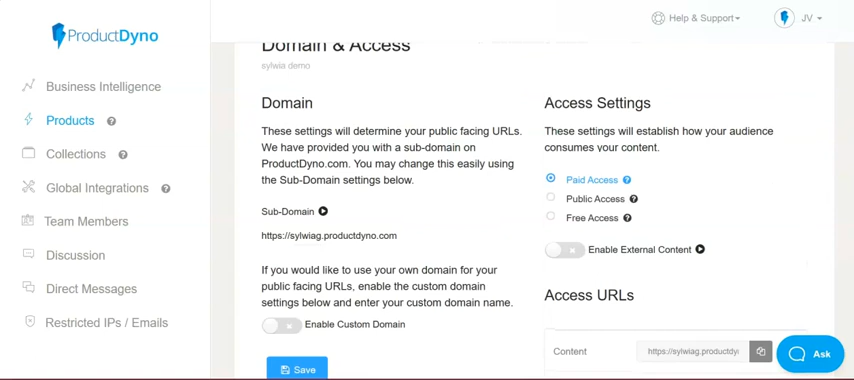 ProductDyno
Help & Support
JV
Business Intelligence
Products
Collections
Global Integrations
Team Members
Discussion
Direct Messages
Restricted IPs / Emails
Domain & Access
sylwia demo
Domain
These settings will determine your public facing URLs.
We have provided you with a sub-domain on
ProductDyno.com. You may change this easily using
the Sub-Domain settings below.
Sub-Domain
https://sylwiag.productdyno.com
If you would like to use your own domain for your
public facing URLs, enable the custom domain
settings below and enter your custom domain name.
Enable Custom Domain
Save
Access Settings
These settings will establish how your audience
consumes your content.
Paid Access
Public Access
Free Access
Enable External Content
Access URLs
Content
https://sylwiag.productdy
Ask